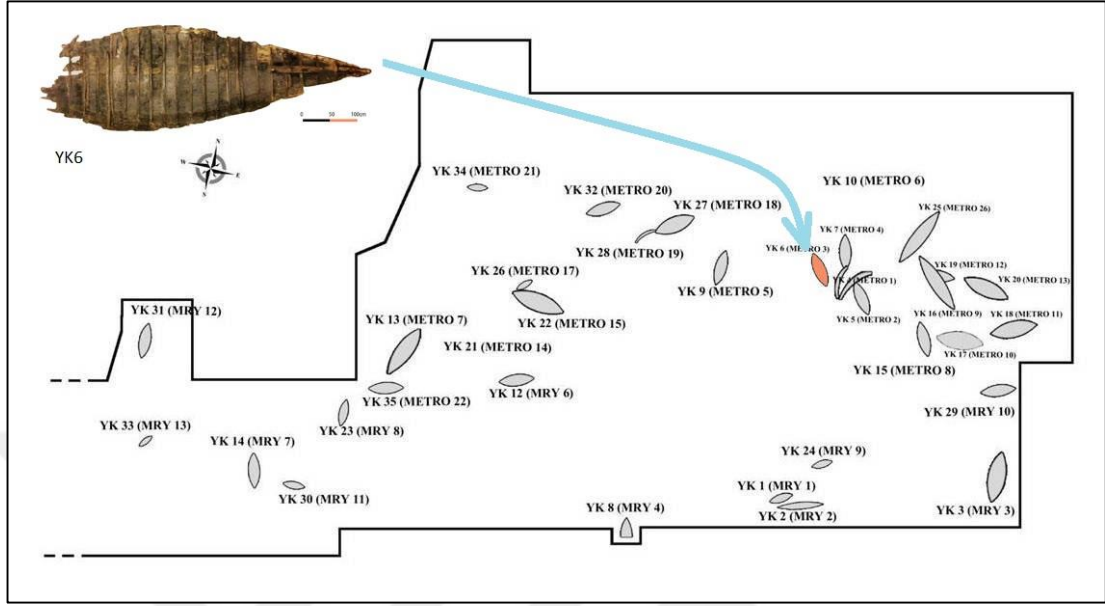 YK6
0 50 100cm
N
W E
S
YK 34 (METRO 21)
YK 10 (METRO 6)
YK 32 (METRO 20)
YK 27 (METRO 18)
YK 25 (METRO 26)
YK 7 (METRO 4)
YK 28 (METRO 19)
YK 6 (METRO 3)
YK 19 (METRO 12)
YK 26 (METRO 17)
YK 9 (METRO 5)
YK 4 (METRO 1)
YK 20 (METRO 13)
YK 31 (MRY 12)
YK 13 (METRO 7)
YK 22 (METRO 15)
YK 5 (METRO 2)
YK 16 (METRO 9)
YK 18 (METRO 11)
YK 21 (METRO 14)
YK 17 (METRO 10)
YK 15 (METRO 8)
YK 35 (METRO 22)
YK 12 (MRY 6)
YK 29 (MRY 10)
YK 33 (MRY 13)
YK 23 (MRY 8)
YK 14 (MRY 7)
YK 24 (MRY 9)
YK 30 (MRY 11)
YK 1 (MRY 1)
YK 8 (MRY 4)
YK 2 (MRY 2)
YK 3 (MRY 3)